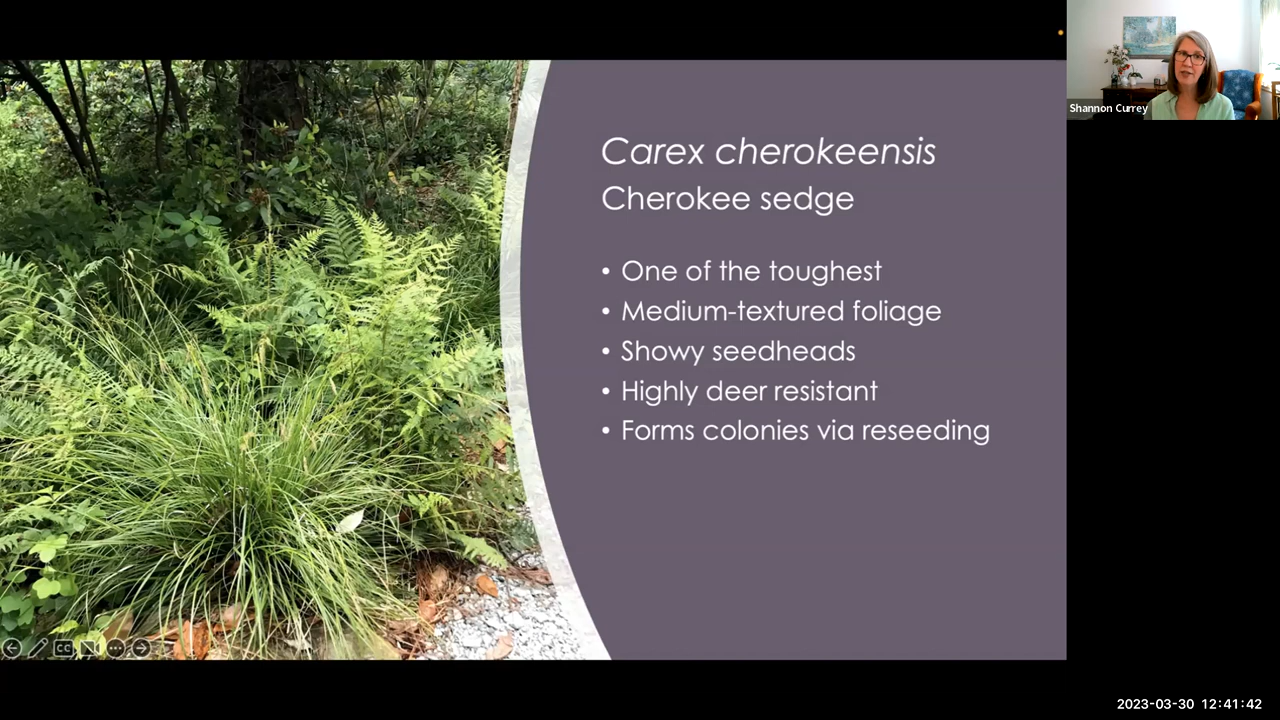 Shannon Currey
Carex cherokeensis
Cherokee sedge
• One of the toughest
• Medium-textured foliage
• Showy seedheads
• Highly deer resistant
• Forms colonies via reseeding
CC
2023-03-30 12:41:42